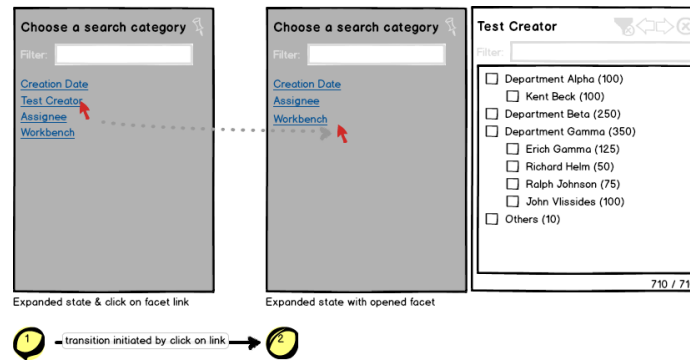 Choose a search category
Filter:
Creation Date
Test Creator
Assignee
Workbench
Expanded state & click on facet link
Choose a search category
Filter:
Creation Date
Assignee
Workbench
Expanded state with opened facet
Test Creator
Filter:
Department Alpha (100)
Kent Beck (100)
Department Beta (250)
Department Gamma (350)
Erich Gamma (125)
Richard Helm (50)
Ralph Johnson (75)
John Vlissides (100)
Others (10)
710 / 71
1
transition initiated by click on link
2